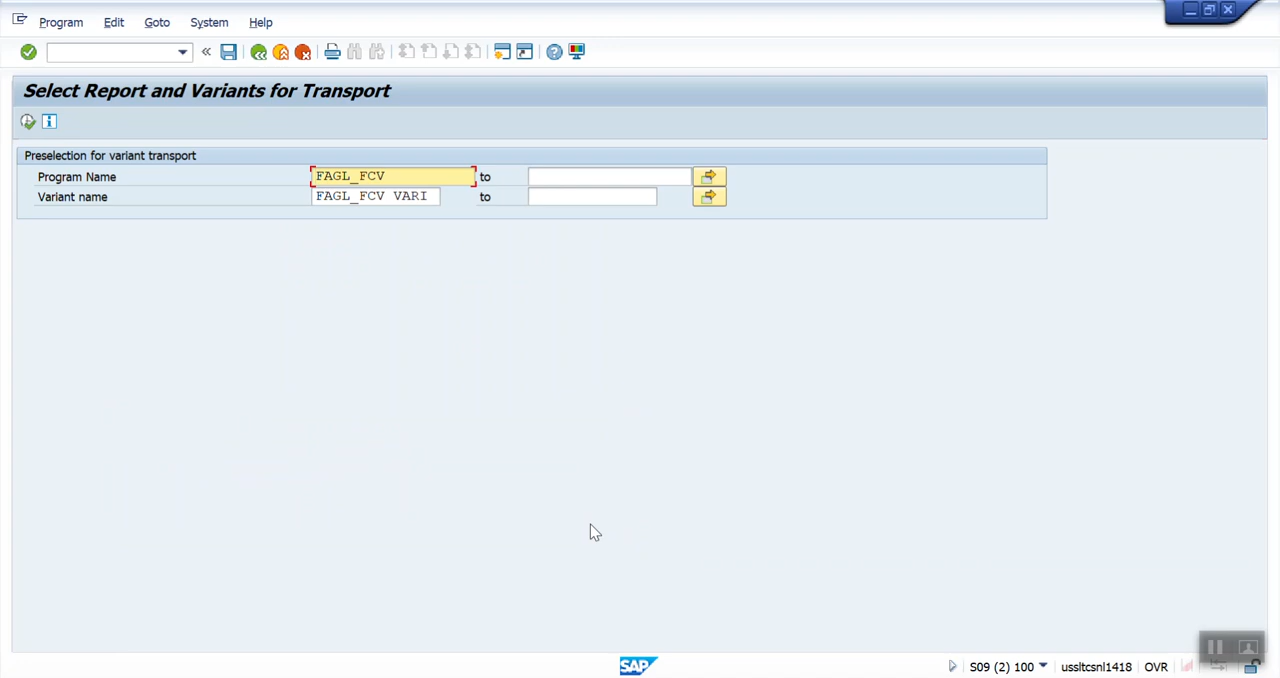 Program Edit Goto System Help
Select Report and Variants for Transport
Preselection for variant transport
Program Name FAGL_FCV to
Variant name FAGL_FCV VARI to
SAP S09 (2) 100 ussltcsnl1418 OVR